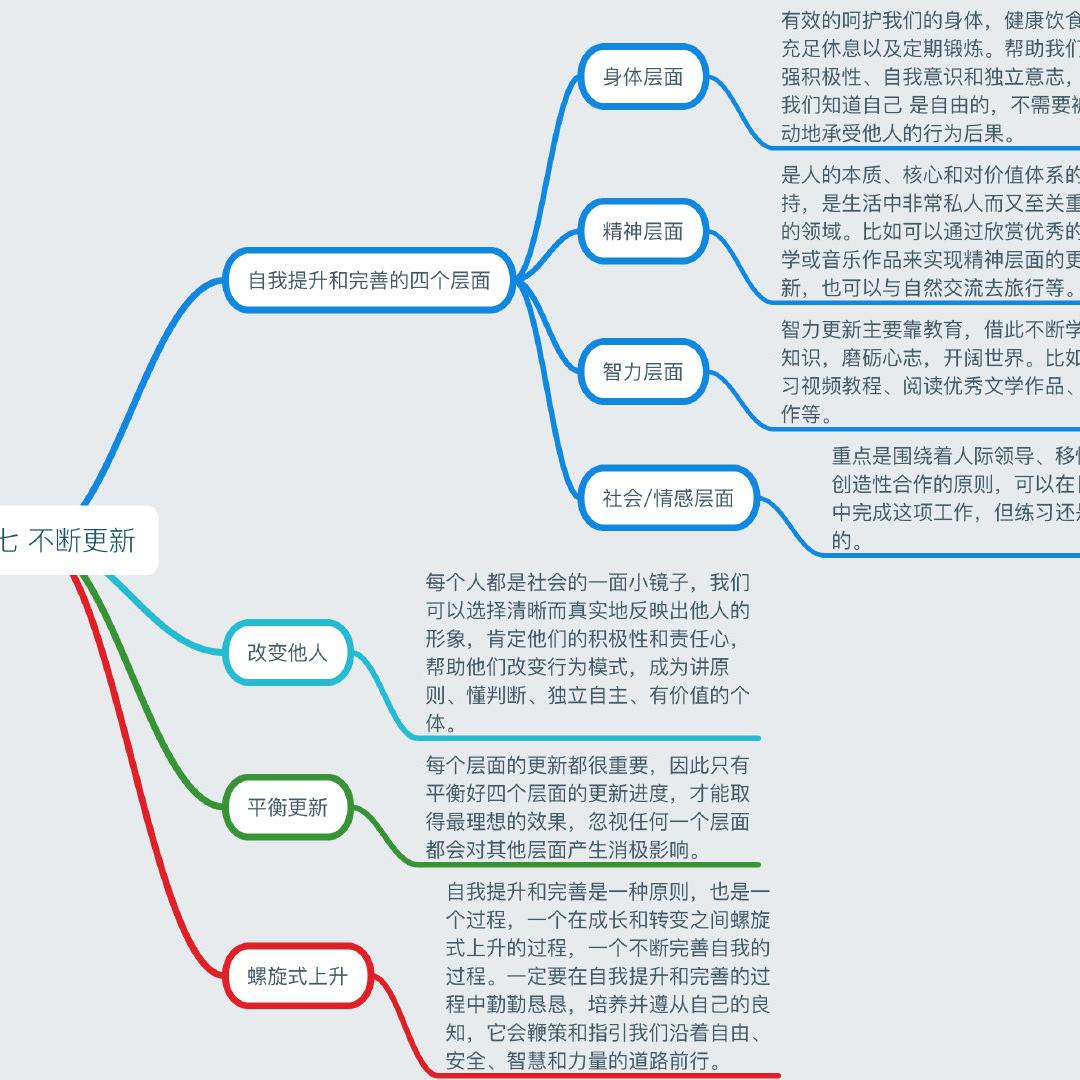 七 不断更新
自我提升和完善的四个层面
身体层面
有效的呵护我们的身体，健康饮食
充足休息以及定期锻炼。帮助我们
强积极性、自我意识和独立意志，
我们知道自己 是自由的，不需要被
动地承受他人的行为后果。
精神层面
是人的本质、核心和对价值体系的
持，是生活中非常私人而又至关重
的领域。比如可以通过欣赏优秀的
学或音乐作品来实现精神层面的更
新，也可以与自然交流去旅行等。
智力层面
智力更新主要靠教育，借此不断学
知识，磨砺心志，开阔世界。比如
习视频教程、阅读优秀文学作品、
作等。
社会/情感层面
重点是围绕着人际领导、移情
创造性合作的原则，可以在日
中完成这项工作，但练习还是
的。
改变他人
每个人都是社会的一面小镜子，我们
可以选择清晰而真实地反映出他人的
形象，肯定他们的积极性和责任心，
帮助他们改变行为模式，成为讲原
则、懂判断、独立自主、有价值的个
体。
平衡更新
每个层面的更新都很重要，因此只有
平衡好四个层面的更新进度，才能取
得最理想的效果，忽视任何一个层面
都会对其他层面产生消极影响。
螺旋式上升
自我提升和完善是一种原则，也是一
个过程，一个在成长和转变之间螺旋
式上升的过程，一个不断完善自我的
过程。一定要在自我提升和完善的过
程中勤勤恳恳，培养并遵从自己的良
知，它会鞭策和指引我们沿着自由、
安全、智慧和力量的道路前行。